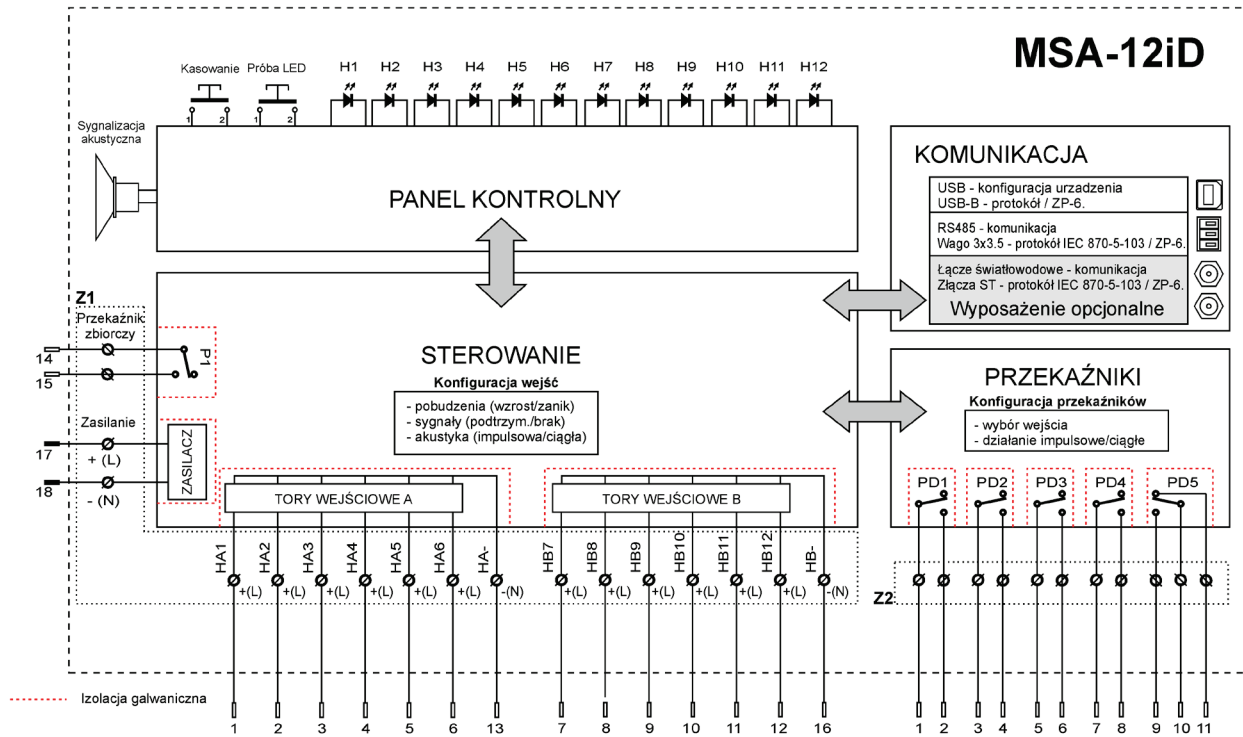 MSA-12iD
Kasowanie
Próba LED
H1 H2 H3 H4 H5 H6 H7 H8 H9 H10 H11 H12
1 2 1 2
Sygnalizacja
akustyczna
PANEL KONTROLNY
KOMUNIKACJA
USB - konfiguracja urzadzenia
USB-B - protokół / ZP-6.
RS485 - komunikacja
Wago 3x3.5 - protokół IEC 870-5-103 / ZP-6.
Łącze światłowodowe - komunikacja
Złącza ST - protokół IEC 870-5-103 / ZP-6.
Wyposażenie opcjonalne
Z1
Przekaźnik
zbiorczy
14
15
P1
Zasilanie
17
+ (L)
18
- (N)
ZASILACZ
STEROWANIE
Konfiguracja wejść
- pobudzenia (wzrost/zanik)
- sygnały (podtrzym./brak)
- akustyka (impulsowa/ciągła)
TORY WEJŚCIOWE A
TORY WEJŚCIOWE B
PRZEKAŹNIKI
Konfiguracja przekaźników
- wybór wejścia
- działanie impulsowe/ciągłe
PD1 PD2 PD3 PD4 PD5
HA1 HA2 HA3 HA4 HA5 HA6 HA-
HB7 HB8 HB9 HB10 HB11 HB12 HB-
+(L) +(L) +(L) +(L) +(L) +(L) -(N)
+(L) +(L) +(L) +(L) +(L) +(L) -(N)
Z2
Izolacja galwaniczna
1 2 3 4 5 6 13
7 8 9 10 11 12 16
1 2 3 4 5 6 7 8 9 10 11